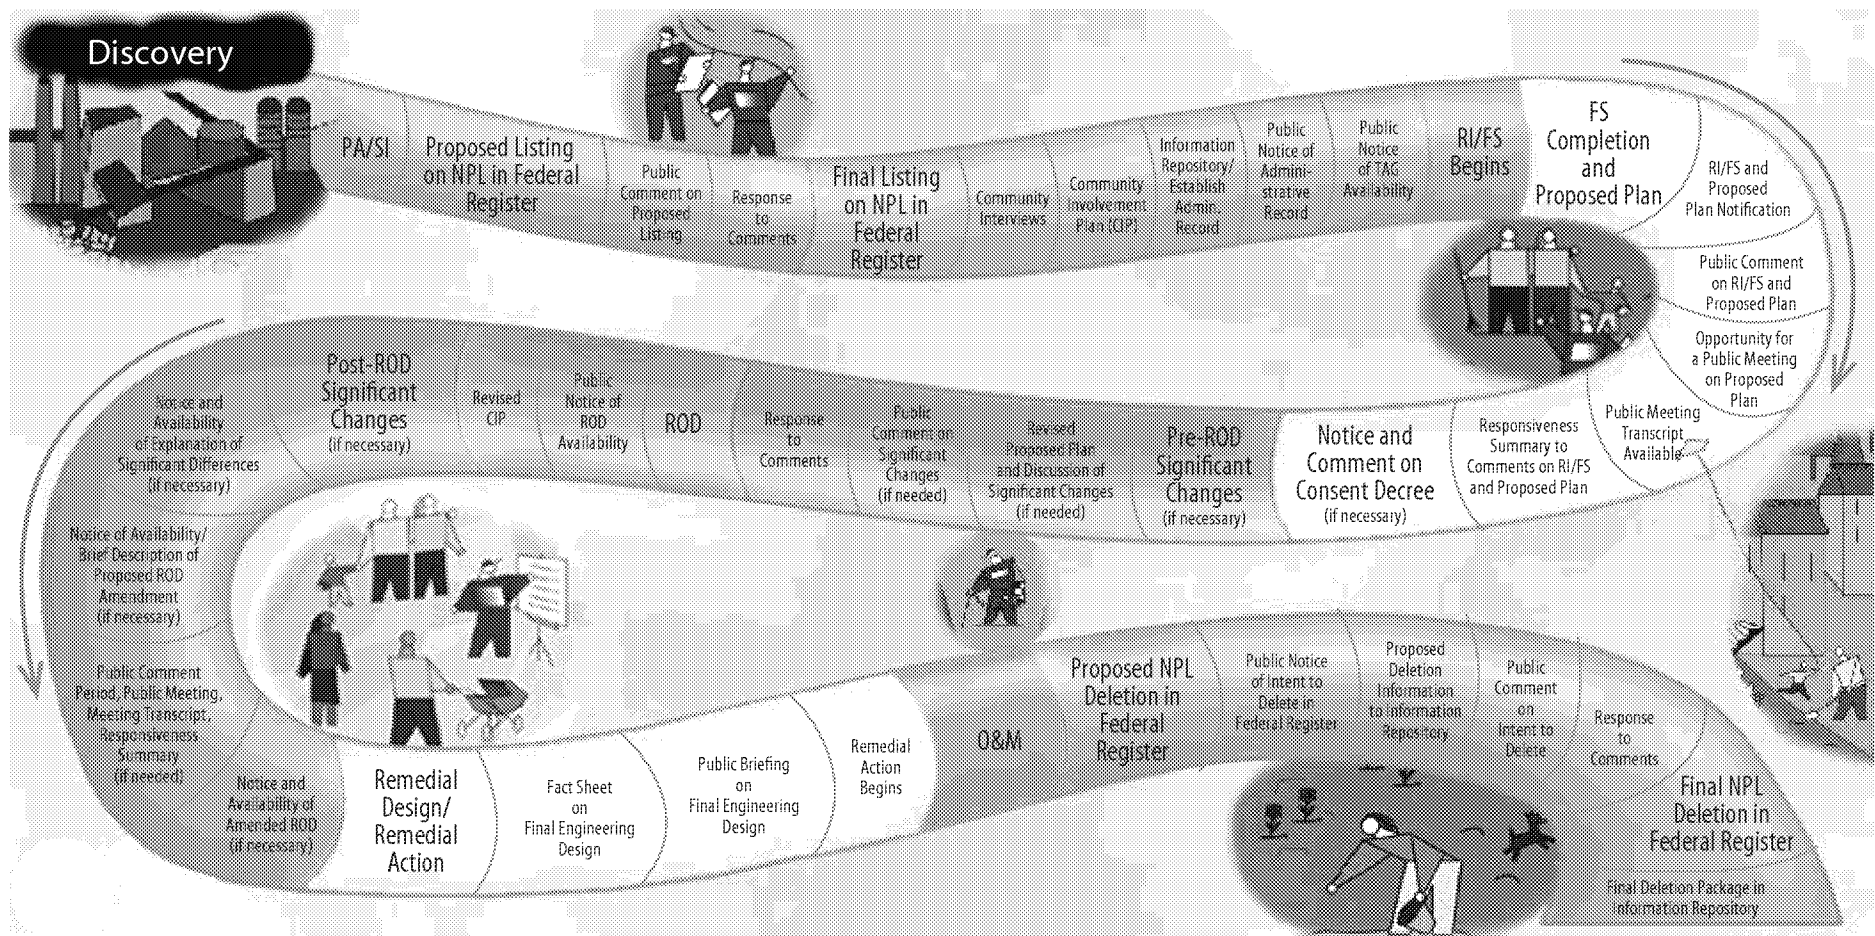 Discovery
PA/SI
Proposed Listing
on NPL in Federal
Register
Public
Comment on
Proposed
Listing
Response
to
Comments
Final Listing
on NPL in
Federal
Register
Community
Interviews
Community
Involvement
Plan (CIP)
Information
Repository/
Establish
Admin.
Record
Public
Notice of
Admini-
strative
Record
Public
Notice
of TAG
Availability
RI/FS
Begins
FS
Completion
and
Proposed Plan
RI/FS and
Proposed
Plan Notification
Public Comment
on RI/FS and
Proposed Plan
Opportunity for
a Public Meeting
on Proposed
Plan
Public Meeting
Transcript
Available
Responsiveness
Summary to
Comments on RI/FS
and Proposed Plan
Notice and
Comment on
Consent Decree
(if necessary)
Pre-ROD
Significant
Changes
(if necessary)
Revised
Proposed Plan
and Discussion of
Significant Changes
(if needed)
Public
Comment on
Significant
Changes
(if needed)
Response
to
Comments
ROD
Public
Notice of
ROD
Availability
Revised
CIP
Post-ROD
Significant
Changes
(if necessary)
Notice and
Availability
of Explanation of
Significant Differences
(if necessary)
Notice of Availability/
Brief Description of
Proposed ROD
Amendment
(if necessary)
Public Comment
Period, Public Meeting,
Meeting Transcript,
Responsiveness
Summary
(if needed)
Notice and
Availability of
Amended ROD
(if necessary)
Remedial
Design/
Remedial
Action
Fact Sheet
on
Final Engineering
Design
Public Briefing
on
Final Engineering
Design
Remedial
Action
Begins
O&M
Proposed NPL
Deletion in
Federal
Register
Public Notice
of Intent to
Delete in
Federal Register
Proposed
Deletion
Information
to Information
Repository
Public
Comment
on
Intent to
Delete
Response
to
Comments
Final NPL
Deletion in
Federal Register
Final Deletion Package in
Information Repository